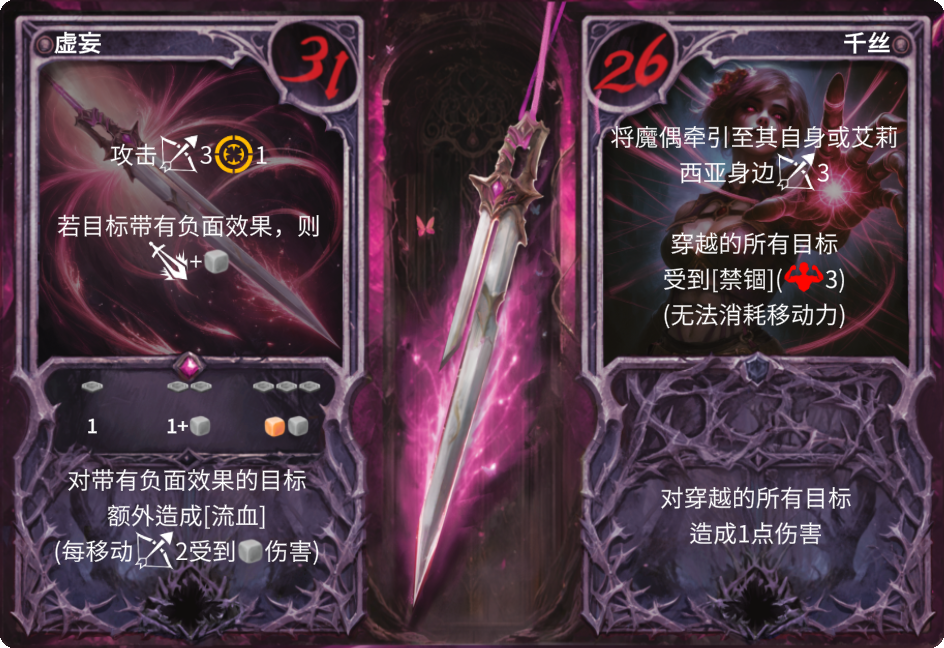 虚妄
31
攻击3 1
若目标带有负面效果，则
+
1
1+
对带有负面效果的目标
额外造成[流血]
(每移动2受到伤害)
26
千丝
将魔偶牵引至其自身或艾莉
西亚身边3
穿越的所有目标
受到[禁锢](3)
(无法消耗移动力)
对穿越的所有目标
造成1点伤害